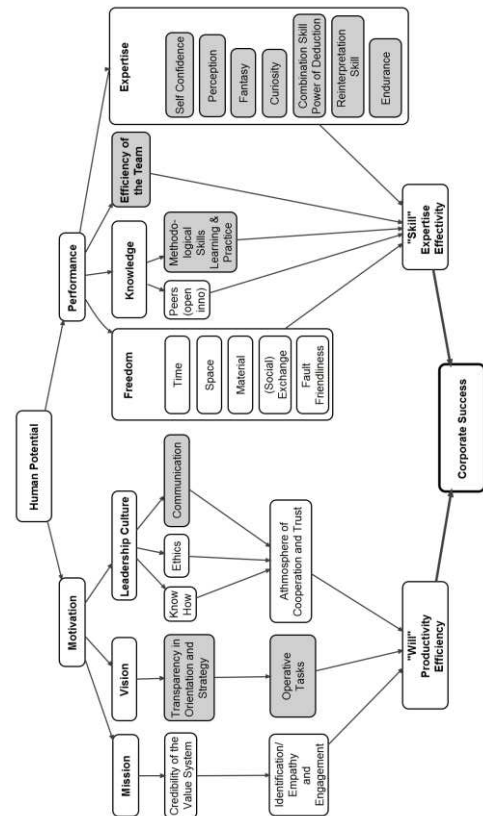 Human Potential
Motivation
Performance
Mission
Vision
Leadership Culture
Freedom
Knowledge
Efficiency of
the Team
Expertise
Credibility of the
Value System
Transparency in
Orientation and
Strategy
Know
How
Ethics
Communication
Time
Space
Material
(Social)
Exchange
Fault
Friendliness
Peers
(open
inno)
Methodo-
logical
Skills
Learning &
Practice
Self Confidence
Perception
Fantasy
Curiosity
Combination Skill
Power of Deduction
Reinterpretation
Skill
Endurance
Identification/
Empathy
and
Engagement
Operative
Tasks
Athmosphere of
Cooperation and Trust
"Will"
Productivity
Efficiency
"Skill"
Expertise
Effectivity
Corporate Success